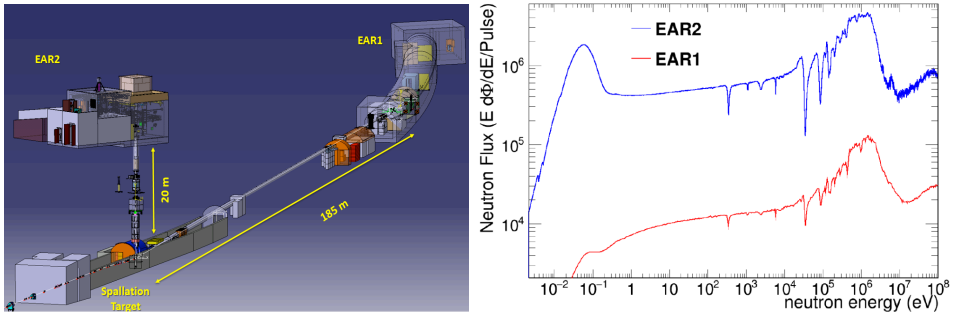 EAR2
EAR1
20 m
185 m
Spallation
Target
Neutron Flux (E dΦ/dE/Pulse)
10⁶
10⁵
10⁴
EAR2
EAR1
10⁻² 10⁻¹ 1 10 10² 10³ 10⁴ 10⁵ 10⁶ 10⁷ 10⁸
neutron energy (eV)